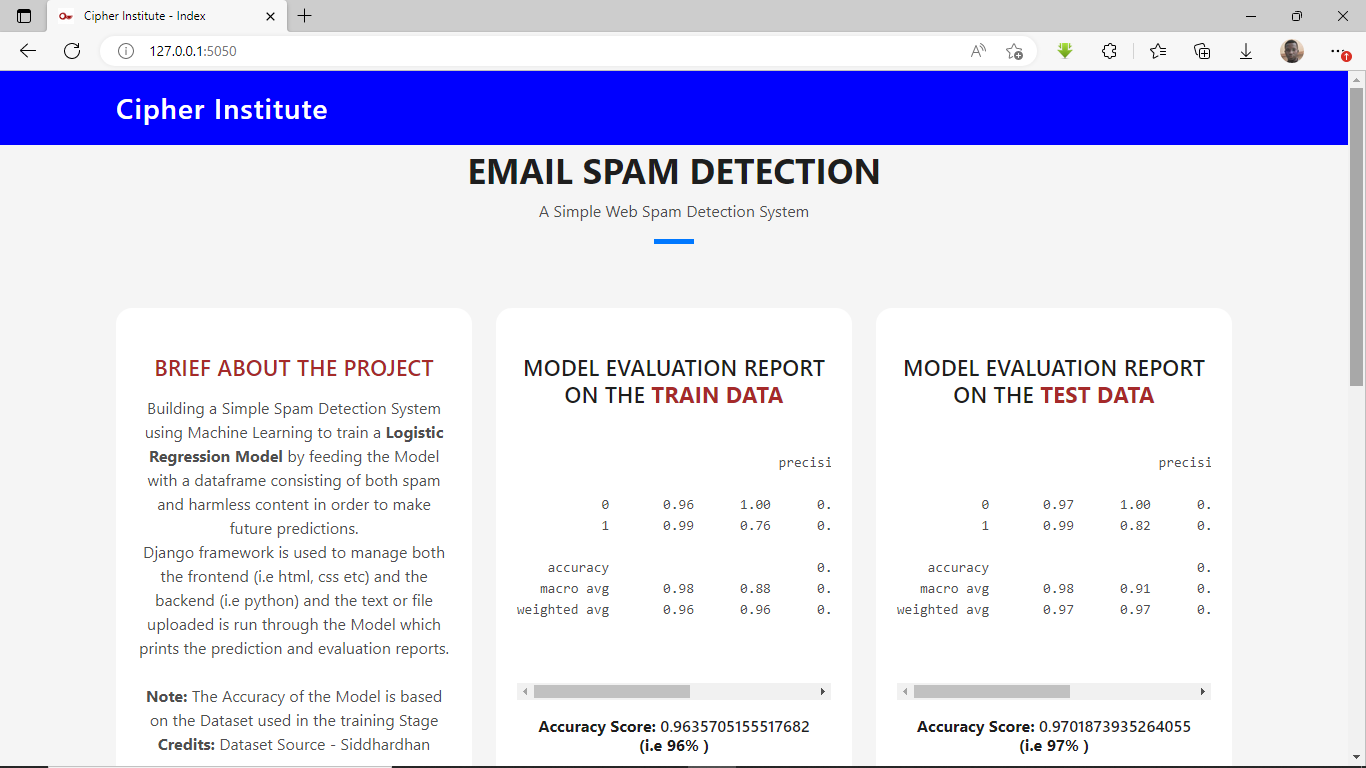 Cipher Institute - Index
127.0.0.1:5050
Cipher Institute
EMAIL SPAM DETECTION
A Simple Web Spam Detection System
BRIEF ABOUT THE PROJECT
Building a Simple Spam Detection System
using Machine Learning to train a Logistic
Regression Model by feeding the Model
with a dataframe consisting of both spam
and harmless content in order to make
future predictions.
Django framework is used to manage both
the frontend (i.e html, css etc) and the
backend (i.e python) and the text or file
uploaded is run through the Model which
prints the prediction and evaluation reports.
Note: The Accuracy of the Model is based
on the Dataset used in the training Stage
Credits: Dataset Source - Siddhardhan
MODEL EVALUATION REPORT
ON THE TRAIN DATA
precisi
0 0.96 1.00 0.
1 0.99 0.76 0.
accuracy 0.
macro avg 0.98 0.88 0.
weighted avg 0.96 0.96 0.
Accuracy Score: 0.9635705155517682
(i.e 96% )
MODEL EVALUATION REPORT
ON THE TEST DATA
precisi
0 0.97 1.00 0.
1 0.99 0.82 0.
accuracy 0.
macro avg 0.98 0.91 0.
weighted avg 0.97 0.97 0.
Accuracy Score: 0.9701873935264055
(i.e 97% )